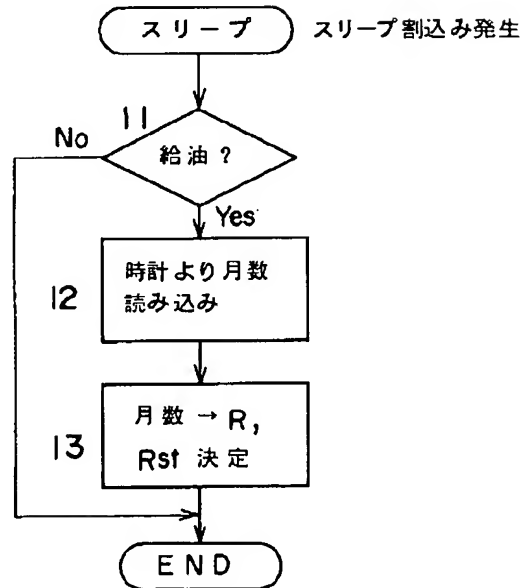 スリープ スリープ割込み発生
11
No 給油?
Yes
12 時計より月数
読み込み
13 月数→R,
Rst 決定
END